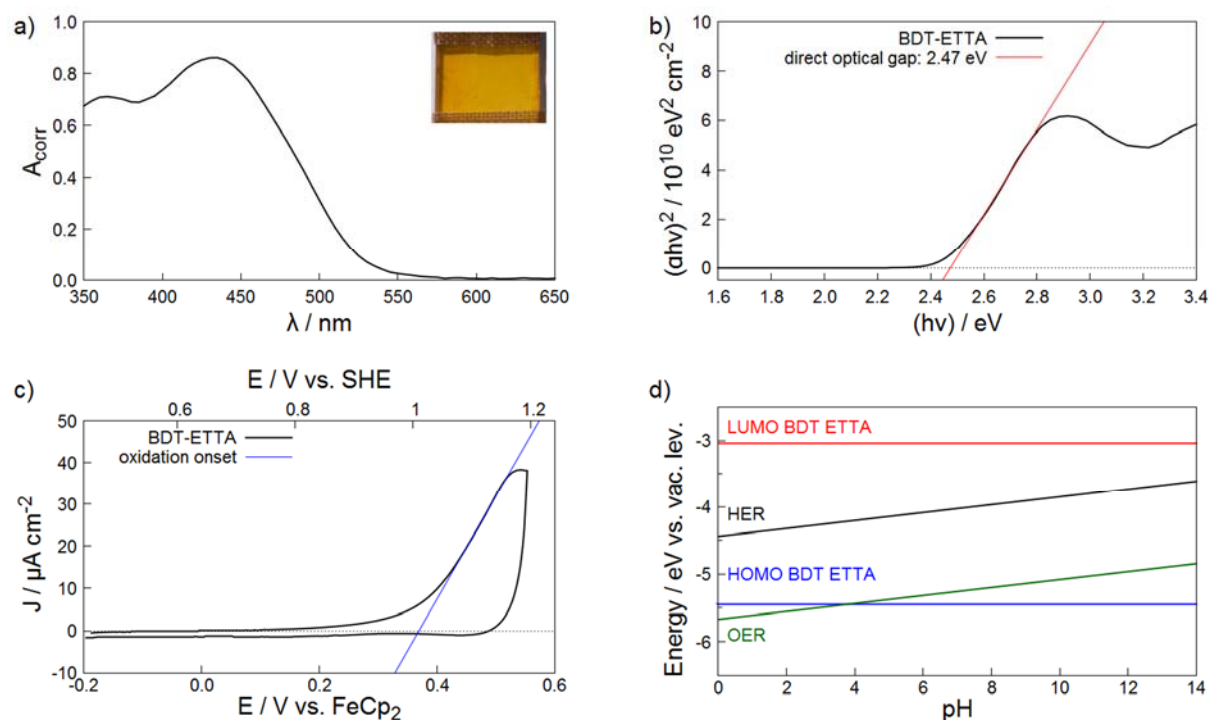 a)
1.0
0.8
0.6
0.4
0.2
0.0
A_corr
350 400 450 500 550 600 650
λ / nm
b)
10
8
6
4
2
0
(αhν)² / 10¹⁰ eV² cm⁻²
BDT-ETTA
direct optical gap: 2.47 eV
1.6 2.0 2.2 2.4 2.6 2.8 3.0 3.2 3.4
(hν) / eV
c)
E / V vs. SHE
0.6 0.8 1 1.2
50
40
30
20
10
0
-10
J / µA cm⁻²
BDT-ETTA
oxidation onset
-0.2 0.0 0.2 0.4 0.6
E / V vs. FeCp₂
d)
-3
-4
-5
-6
Energy / eV vs. vac. lev.
LUMO BDT ETTA
HER
HOMO BDT ETTA
OER
0 2 4 6 8 10 12 14
pH